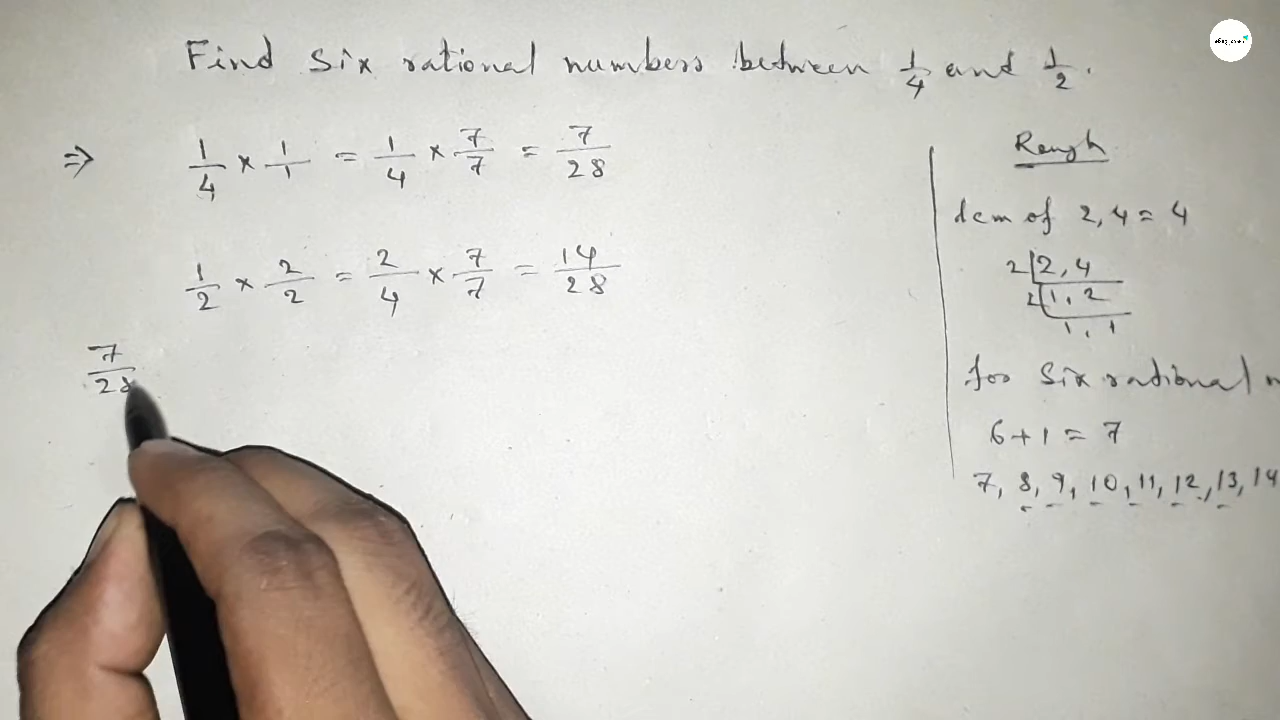 Find six rational numbers between 1/4 and 1/2.
⇒ 1/4 × 1/1 = 1/4 × 7/7 = 7/28
1/2 × 2/2 = 2/4 × 7/7 = 14/28
7/28
Rough
lcm of 2, 4 = 4
2 | 2, 4
2 | 1, 2
1, 1
for six rational
6 + 1 = 7
7, 8, 9, 10, 11, 12, 13, 14